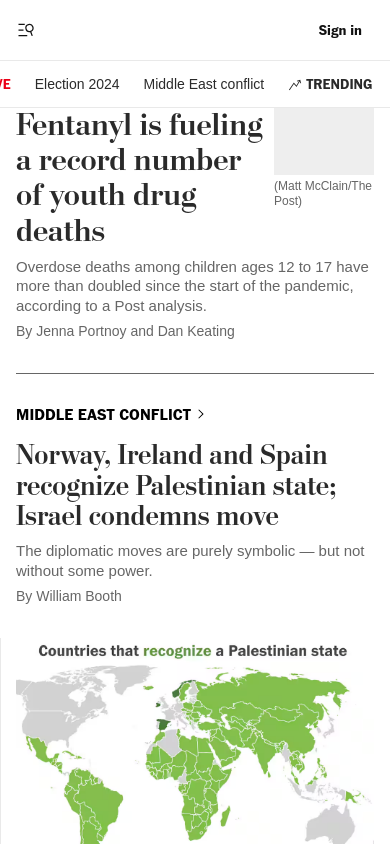 Sign in
Election 2024
Middle East conflict
TRENDING
Fentanyl is fueling
a record number
of youth drug
deaths
(Matt McClain/The
Post)
Overdose deaths among children ages 12 to 17 have
more than doubled since the start of the pandemic,
according to a Post analysis.
By Jenna Portnoy and Dan Keating
MIDDLE EAST CONFLICT
Norway, Ireland and Spain
recognize Palestinian state;
Israel condemns move
The diplomatic moves are purely symbolic — but not
without some power.
By William Booth
Countries that recognize a Palestinian state